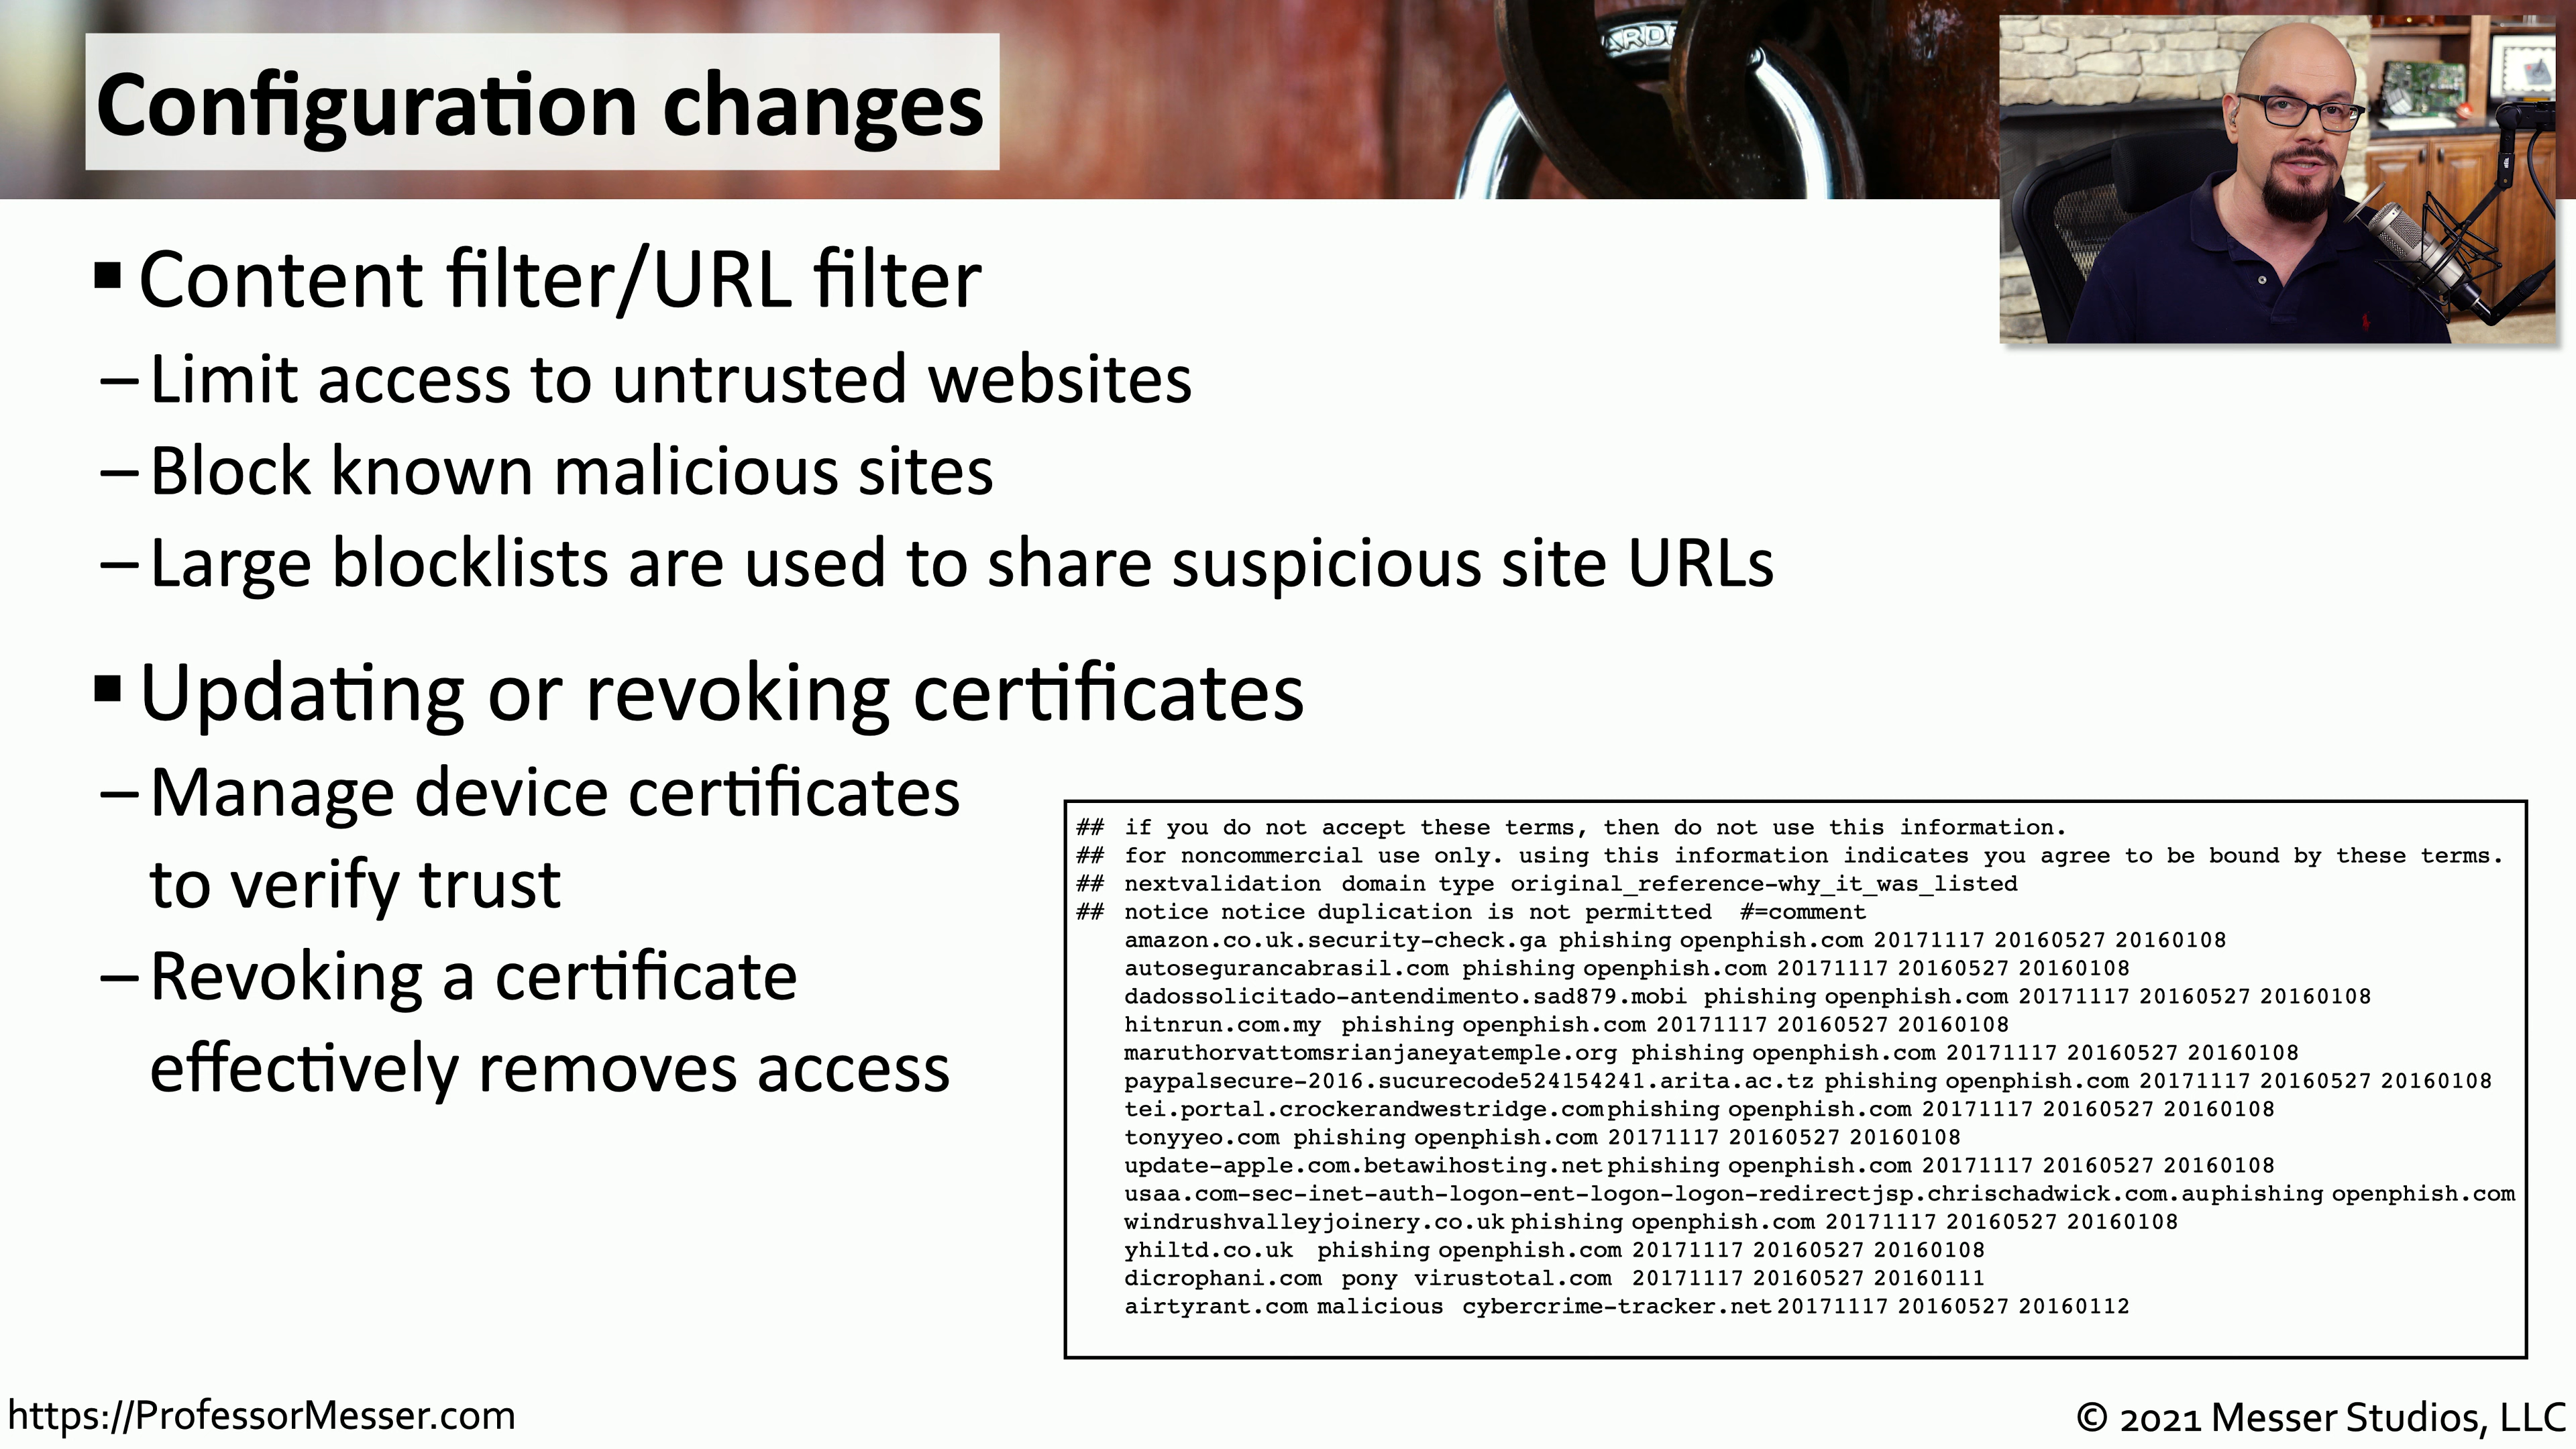 Configuration changes
▪ Content filter/URL filter
– Limit access to untrusted websites
– Block known malicious sites
– Large blocklists are used to share suspicious site URLs
▪ Updating or revoking certificates
– Manage device certificates
to verify trust
– Revoking a certificate
effectively removes access
## if you do not accept these terms, then do not use this information.
## for noncommercial use only. using this information indicates you agree to be bound by these terms.
## nextvalidation domain type original_reference-why_it_was_listed
## notice notice duplication is not permitted #=comment
amazon.co.uk.security-check.ga phishing openphish.com 20171117 20160527 20160108
autosegurancabrasil.com phishing openphish.com 20171117 20160527 20160108
dadossolicitado-antendimento.sad879.mobi phishing openphish.com 20171117 20160527 20160108
hitnrun.com.my phishing openphish.com 20171117 20160527 20160108
maruthorvattomsrianjaneyatemple.org phishing openphish.com 20171117 20160527 20160108
paypalsecure-2016.sucurecode524154241.arita.ac.tz phishing openphish.com 20171117 20160527 20160108
tei.portal.crockerandwestridge.comphishing openphish.com 20171117 20160527 20160108
tonyyeo.com phishing openphish.com 20171117 20160527 20160108
update-apple.com.betawihosting.netphishing openphish.com 20171117 20160527 20160108
usaa.com-sec-inet-auth-logon-ent-logon-logon-redirectjsp.chrischadwick.com.auphishing openphish.com
windrushvalleyjoinery.co.uk phishing openphish.com 20171117 20160527 20160108
yhiltd.co.uk phishing openphish.com 20171117 20160527 20160108
dicrophani.com pony virustotal.com 20171117 20160527 20160111
airtyrant.com malicious cybercrime-tracker.net 20171117 20160527 20160112
https://ProfessorMesser.com
© 2021 Messer Studios, LLC